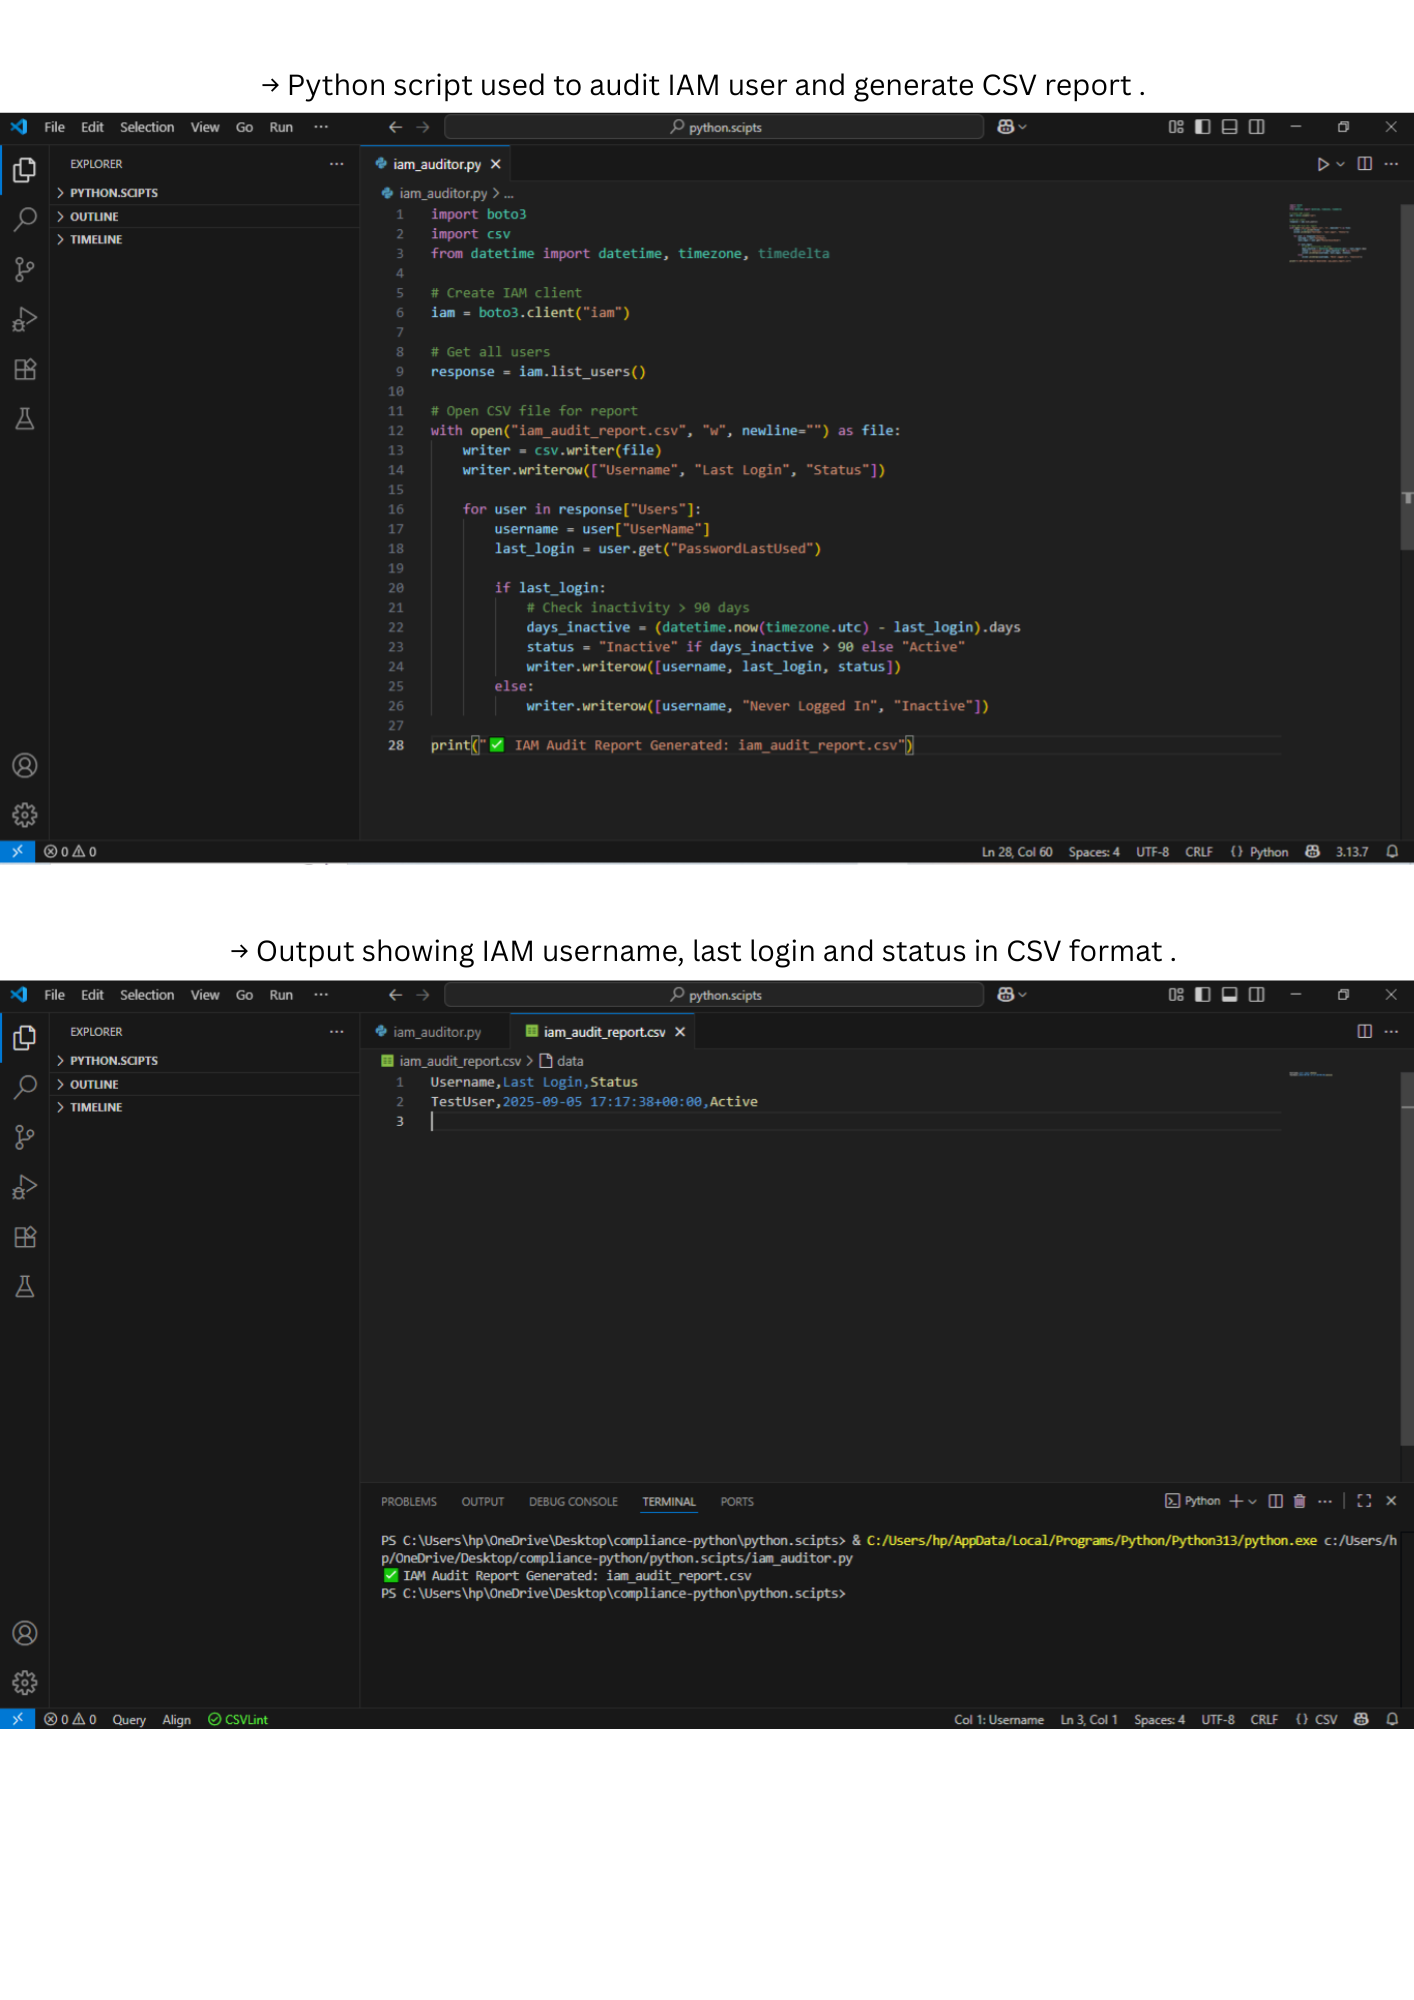 → Python script used to audit IAM user and generate CSV report .
File Edit Selection View Go Run ··· python.scipts
EXPLORER ···
PYTHON.SCIPTS
OUTLINE
TIMELINE
iam_auditor.py
iam_auditor.py > ...
1 import boto3
2 import csv
3 from datetime import datetime, timezone, timedelta
4
5 # Create IAM client
6 iam = boto3.client("iam")
7
8 # Get all users
9 response = iam.list_users()
10
11 # Open CSV file for report
12 with open("iam_audit_report.csv", "w", newline="") as file:
13     writer = csv.writer(file)
14     writer.writerow(["Username", "Last Login", "Status"])
15
16     for user in response["Users"]:
17         username = user["UserName"]
18         last_login = user.get("PasswordLastUsed")
19
20         if last_login:
21             # Check inactivity > 90 days
22             days_inactive = (datetime.now(timezone.utc) - last_login).days
23             status = "Inactive" if days_inactive > 90 else "Active"
24             writer.writerow([username, last_login, status])
25         else:
26             writer.writerow([username, "Never Logged In", "Inactive"])
27
28 print("✅ IAM Audit Report Generated: iam_audit_report.csv")
0 0 Ln 28, Col 60 Spaces: 4 UTF-8 CRLF {} Python 3.13.7
→ Output showing IAM username, last login and status in CSV format .
File Edit Selection View Go Run ··· python.scipts
EXPLORER ···
PYTHON.SCIPTS
OUTLINE
TIMELINE
iam_auditor.py iam_audit_report.csv
iam_audit_report.csv > data
1 Username,Last Login,Status
2 TestUser,2025-09-05 17:17:38+00:00,Active
3
PROBLEMS OUTPUT DEBUG CONSOLE TERMINAL PORTS Python
PS C:\Users\hp\OneDrive\Desktop\compliance-python\python.scipts> & C:/Users/hp/AppData/Local/Programs/Python/Python313/python.exe c:/Users/h
p/OneDrive/Desktop/compliance-python/python.scipts/iam_auditor.py
✅ IAM Audit Report Generated: iam_audit_report.csv
PS C:\Users\hp\OneDrive\Desktop\compliance-python\python.scipts>
0 0 Query Align CSVLint Col 1: Username Ln 3, Col 1 Spaces: 4 UTF-8 CRLF {} CSV